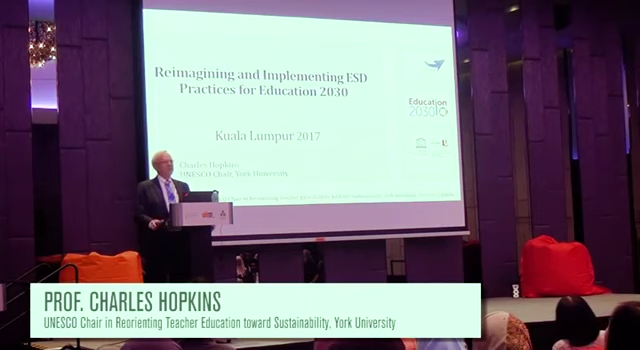 Reimagining and Implementing ESD
Practices for Education 2030
Education
2030
Kuala Lumpur 2017
Charles Hopkins
UNESCO Chair, York University
PROF. CHARLES HOPKINS
UNESCO Chair in Reorienting Teacher Education toward Sustainability, York University